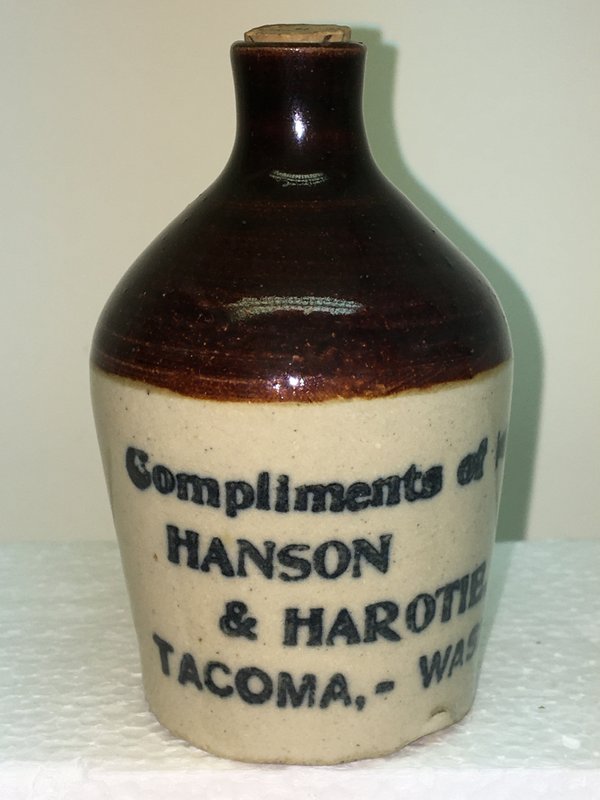 Compliments of
HANSON
& HAROTIE
TACOMA,- WAS